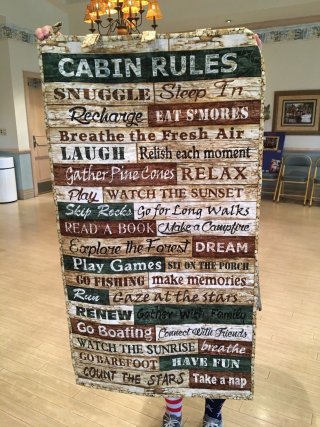 CABIN RULES
SNUGGLE Sleep In
Recharge EAT S'MORES
Breathe the Fresh Air
LAUGH Relish each moment
Gather Pine Cones RELAX
Play WATCH THE SUNSET
Skip Rocks Go for Long Walks
READ A BOOK Make a Campfire
Explore the Forest DREAM
Play Games SIT ON THE PORCH
GO FISHING make memories
Run Gaze at the stars
RENEW Gather With Family
Go Boating Connect With Friends
WATCH THE SUNRISE breathe
GO BAREFOOT HAVE FUN
COUNT THE STARS Take a nap